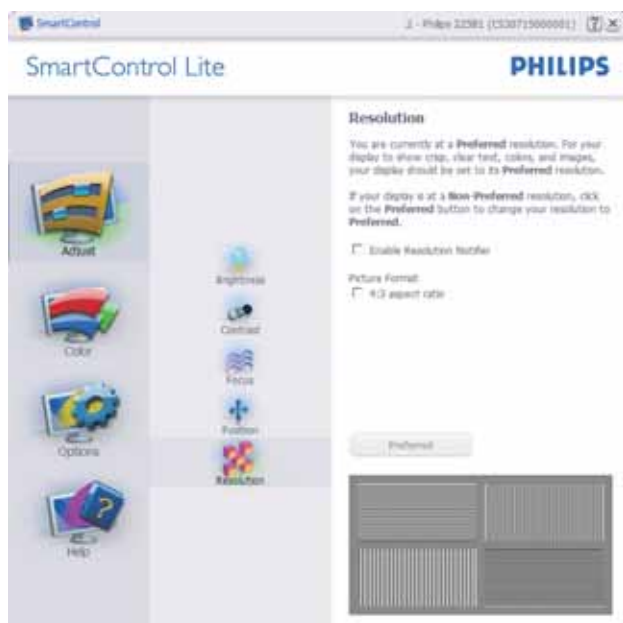 SmartControl
SmartControl Lite
PHILIPS
Adjust
Color
Options
Help
Brightness
Contrast
Focus
Position
Resolution
Resolution
You are currently at a Preferred resolution. For your
display to show crisp, clear text, colors, and images,
your display should be set to its Preferred resolution.
If your display is at a Non-Preferred resolution, click
on the Preferred button to change your resolution to
Preferred.
Enable Resolution Notifier
Picture Format
4:3 aspect ratio
Preferred